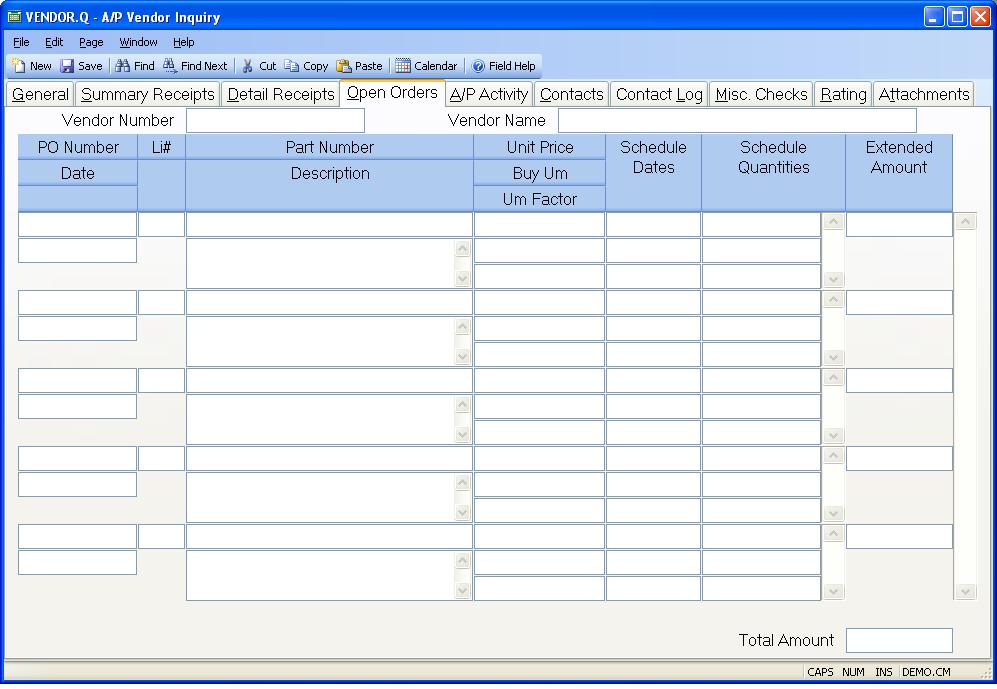 VENDOR.Q - A/P Vendor Inquiry
File Edit Page Window Help
New Save Find Find Next Cut Copy Paste Calendar Field Help
General Summary Receipts Detail Receipts Open Orders A/P Activity Contacts Contact Log Misc. Checks Rating Attachments
Vendor Number Vendor Name
PO Number Li# Part Number Unit Price Schedule Dates Schedule Quantities Extended Amount
Date Description Buy Um
Um Factor
Total Amount
CAPS NUM INS DEMO.CM